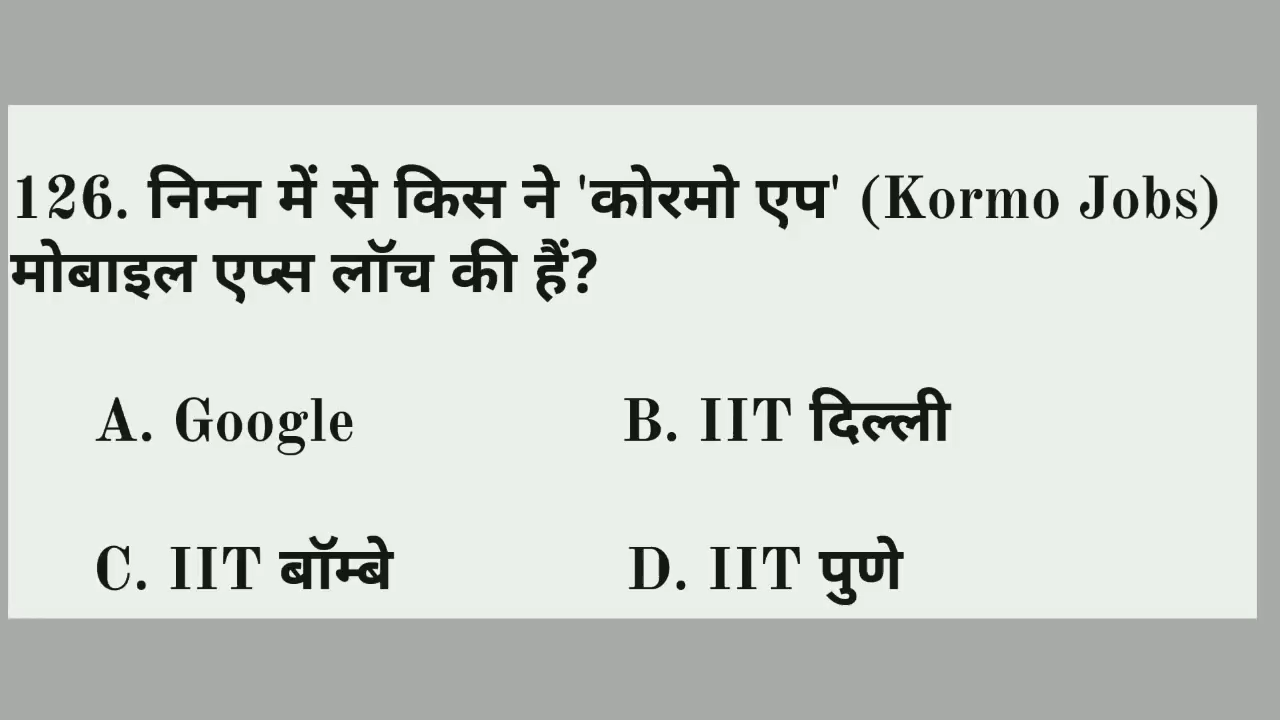 126. निम्न में से किस ने 'कोरमो एप' (Kormo Jobs)
मोबाइल एप्स लॉच की हैं?
A. Google B. IIT दिल्ली
C. IIT बॉम्बे D. IIT पुणे